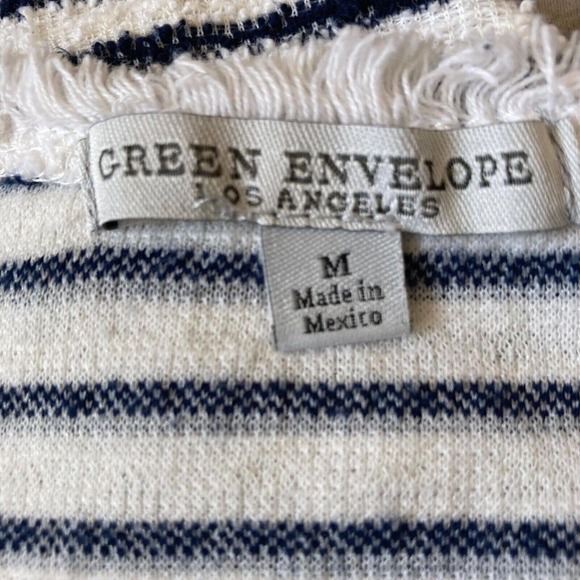 GREEN ENVELOPE
LOS ANGELES
M
Made in
Mexico